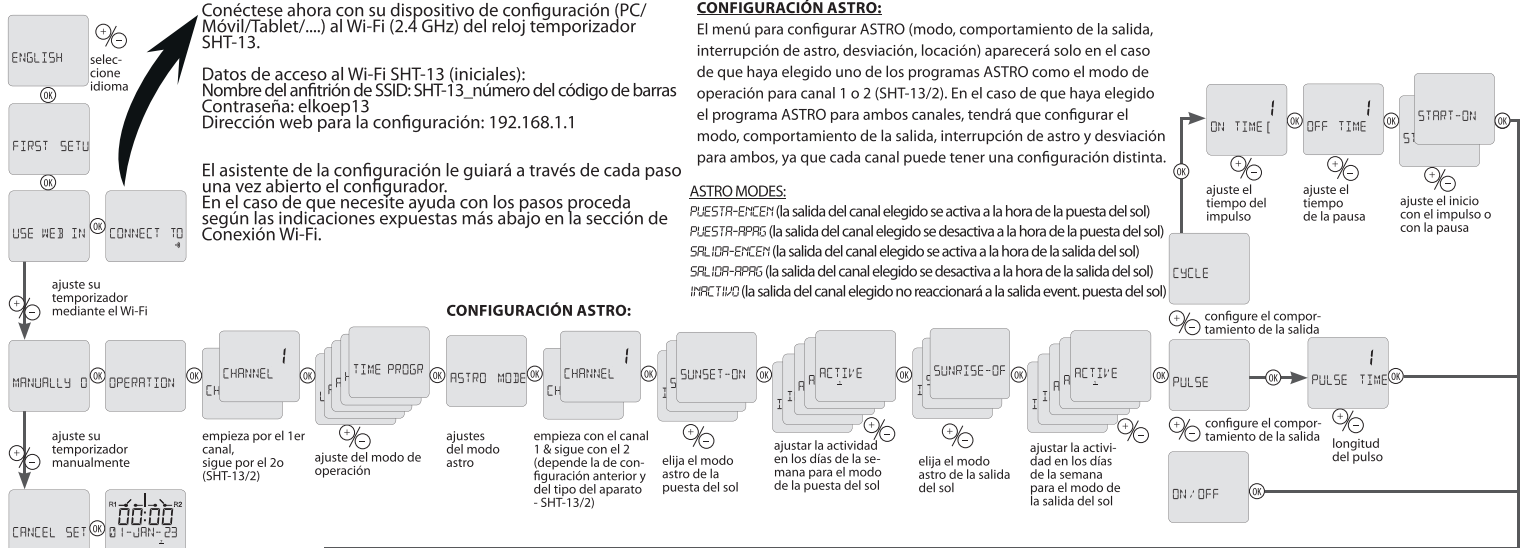 ENGLISH
+/−
selec-
cione
idioma
OK
FIRST SETU
OK
USE WEB IN
OK
CONNECT TO
Conéctese ahora con su dispositivo de configuración (PC/
Móvil/Tablet/....) al Wi-Fi (2.4 GHz) del reloj temporizador
SHT-13.
Datos de acceso al Wi-Fi SHT-13 (iniciales):
Nombre del anfitrión de SSID: SHT-13_número del código de barras
Contraseña: elkoep13
Dirección web para la configuración: 192.168.1.1
El asistente de la configuración le guiará a través de cada paso
una vez abierto el configurador.
En el caso de que necesite ayuda con los pasos proceda
según las indicaciones expuestas más abajo en la sección de
Conexión Wi-Fi.
CONFIGURACIÓN ASTRO:
El menú para configurar ASTRO (modo, comportamiento de la salida,
interrupción de astro, desviación, locación) aparecerá solo en el caso
de que haya elegido uno de los programas ASTRO como el modo de
operación para canal 1 o 2 (SHT-13/2). En el caso de que haya elegido
el programa ASTRO para ambos canales, tendrá que configurar el
modo, comportamiento de la salida, interrupción de astro y desviación
para ambos, ya que cada canal puede tener una configuración distinta.
ASTRO MODES:
PUESTA-ENCEN (la salida del canal elegido se activa a la hora de la puesta del sol)
PUESTA-APAG (la salida del canal elegido se desactiva a la hora de la puesta del sol)
SALIDA-ENCEN (la salida del canal elegido se activa a la hora de la salida del sol)
SALIDA-APAG (la salida del canal elegido se desactiva a la hora de la salida del sol)
INACTIVO (la salida del canal elegido no reaccionará a la salida event. puesta del sol)
1
ON TIME[
OK
1
OFF TIME
OK
ST
START-ON
OK
+/−
ajuste el
tiempo del
impulso
+/−
ajuste el
tiempo
de la pausa
+/−
ajuste el inicio
con el impulso o
con la pausa
OK
CYCLE
+/−
configure el compor-
tamiento de la salida
+/−
ajuste su
temporizador
mediante el Wi-Fi
CONFIGURACIÓN ASTRO:
MANUALLY O
OK
OPERATION
OK
CH
CHANNEL
1
OK
TIME PROGR
OK
ASTRO MODE
OK
CH
CHANNEL
1
OK
SUNSET-ON
OK
ACTIVE
OK
SUNRISE-OF
OK
ACTIVE
OK
PULSE
OK
1
PULSE TIME
OK
+/−
ajuste su
temporizador
manualmente
empieza por el 1er
canal,
sigue por el 2o
(SHT-13/2)
+/−
ajuste del modo de
operación
ajustes
del modo
astro
empieza con el canal
1 & sigue con el 2
(depende la de con-
figuración anterior y
del tipo del aparato
- SHT-13/2)
+/−
elija el modo
astro de la
puesta del sol
+/−
ajustar la actividad
en los días de la se-
mana para el modo
de la puesta del sol
+/−
elija el modo
astro de la salida
del sol
+/−
ajustar la activi-
dad en los días
de la semana
para el modo de
la salida del sol
+/−
configure el compor-
tamiento de la salida
+/−
longitud
del pulso
ON/OFF
OK
CANCEL SET
OK
R1
R2
00:00
01-JAN-23